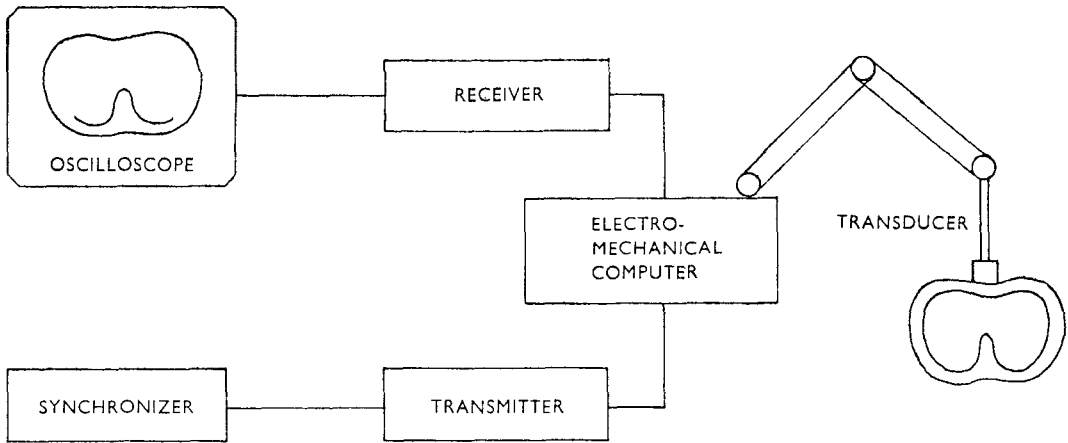 OSCILLOSCOPE
RECEIVER
ELECTRO-
MECHANICAL
COMPUTER
TRANSDUCER
SYNCHRONIZER
TRANSMITTER